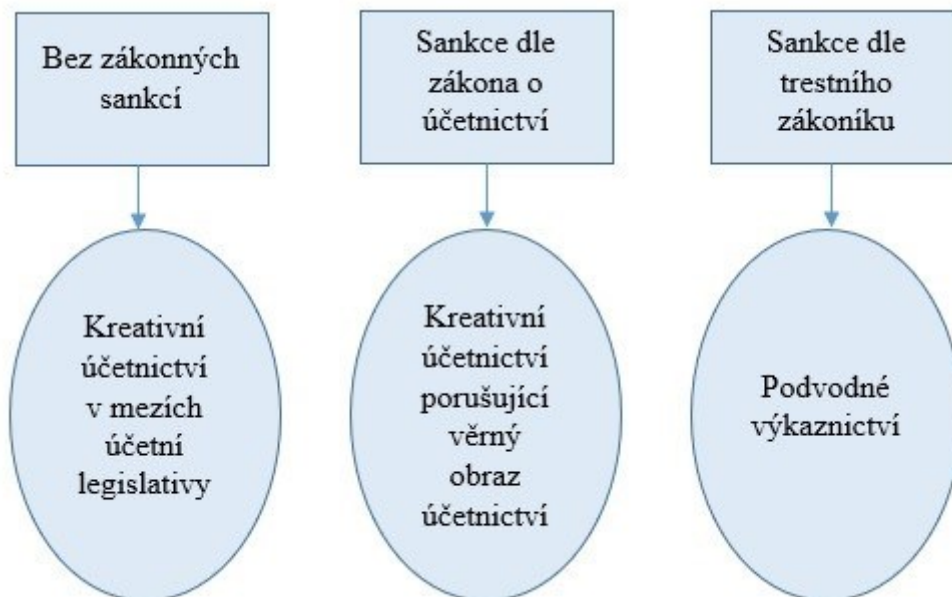 Bez zákonných
sankcí
Sankce dle
zákona o
účetnictví
Sankce dle
trestního
zákoníku
Kreativní
účetnictví
v mezích
účetní
legislativy
Kreativní
účetnictví
porušující
věrný
obraz
účetnictví
Podvodné
výkaznictví